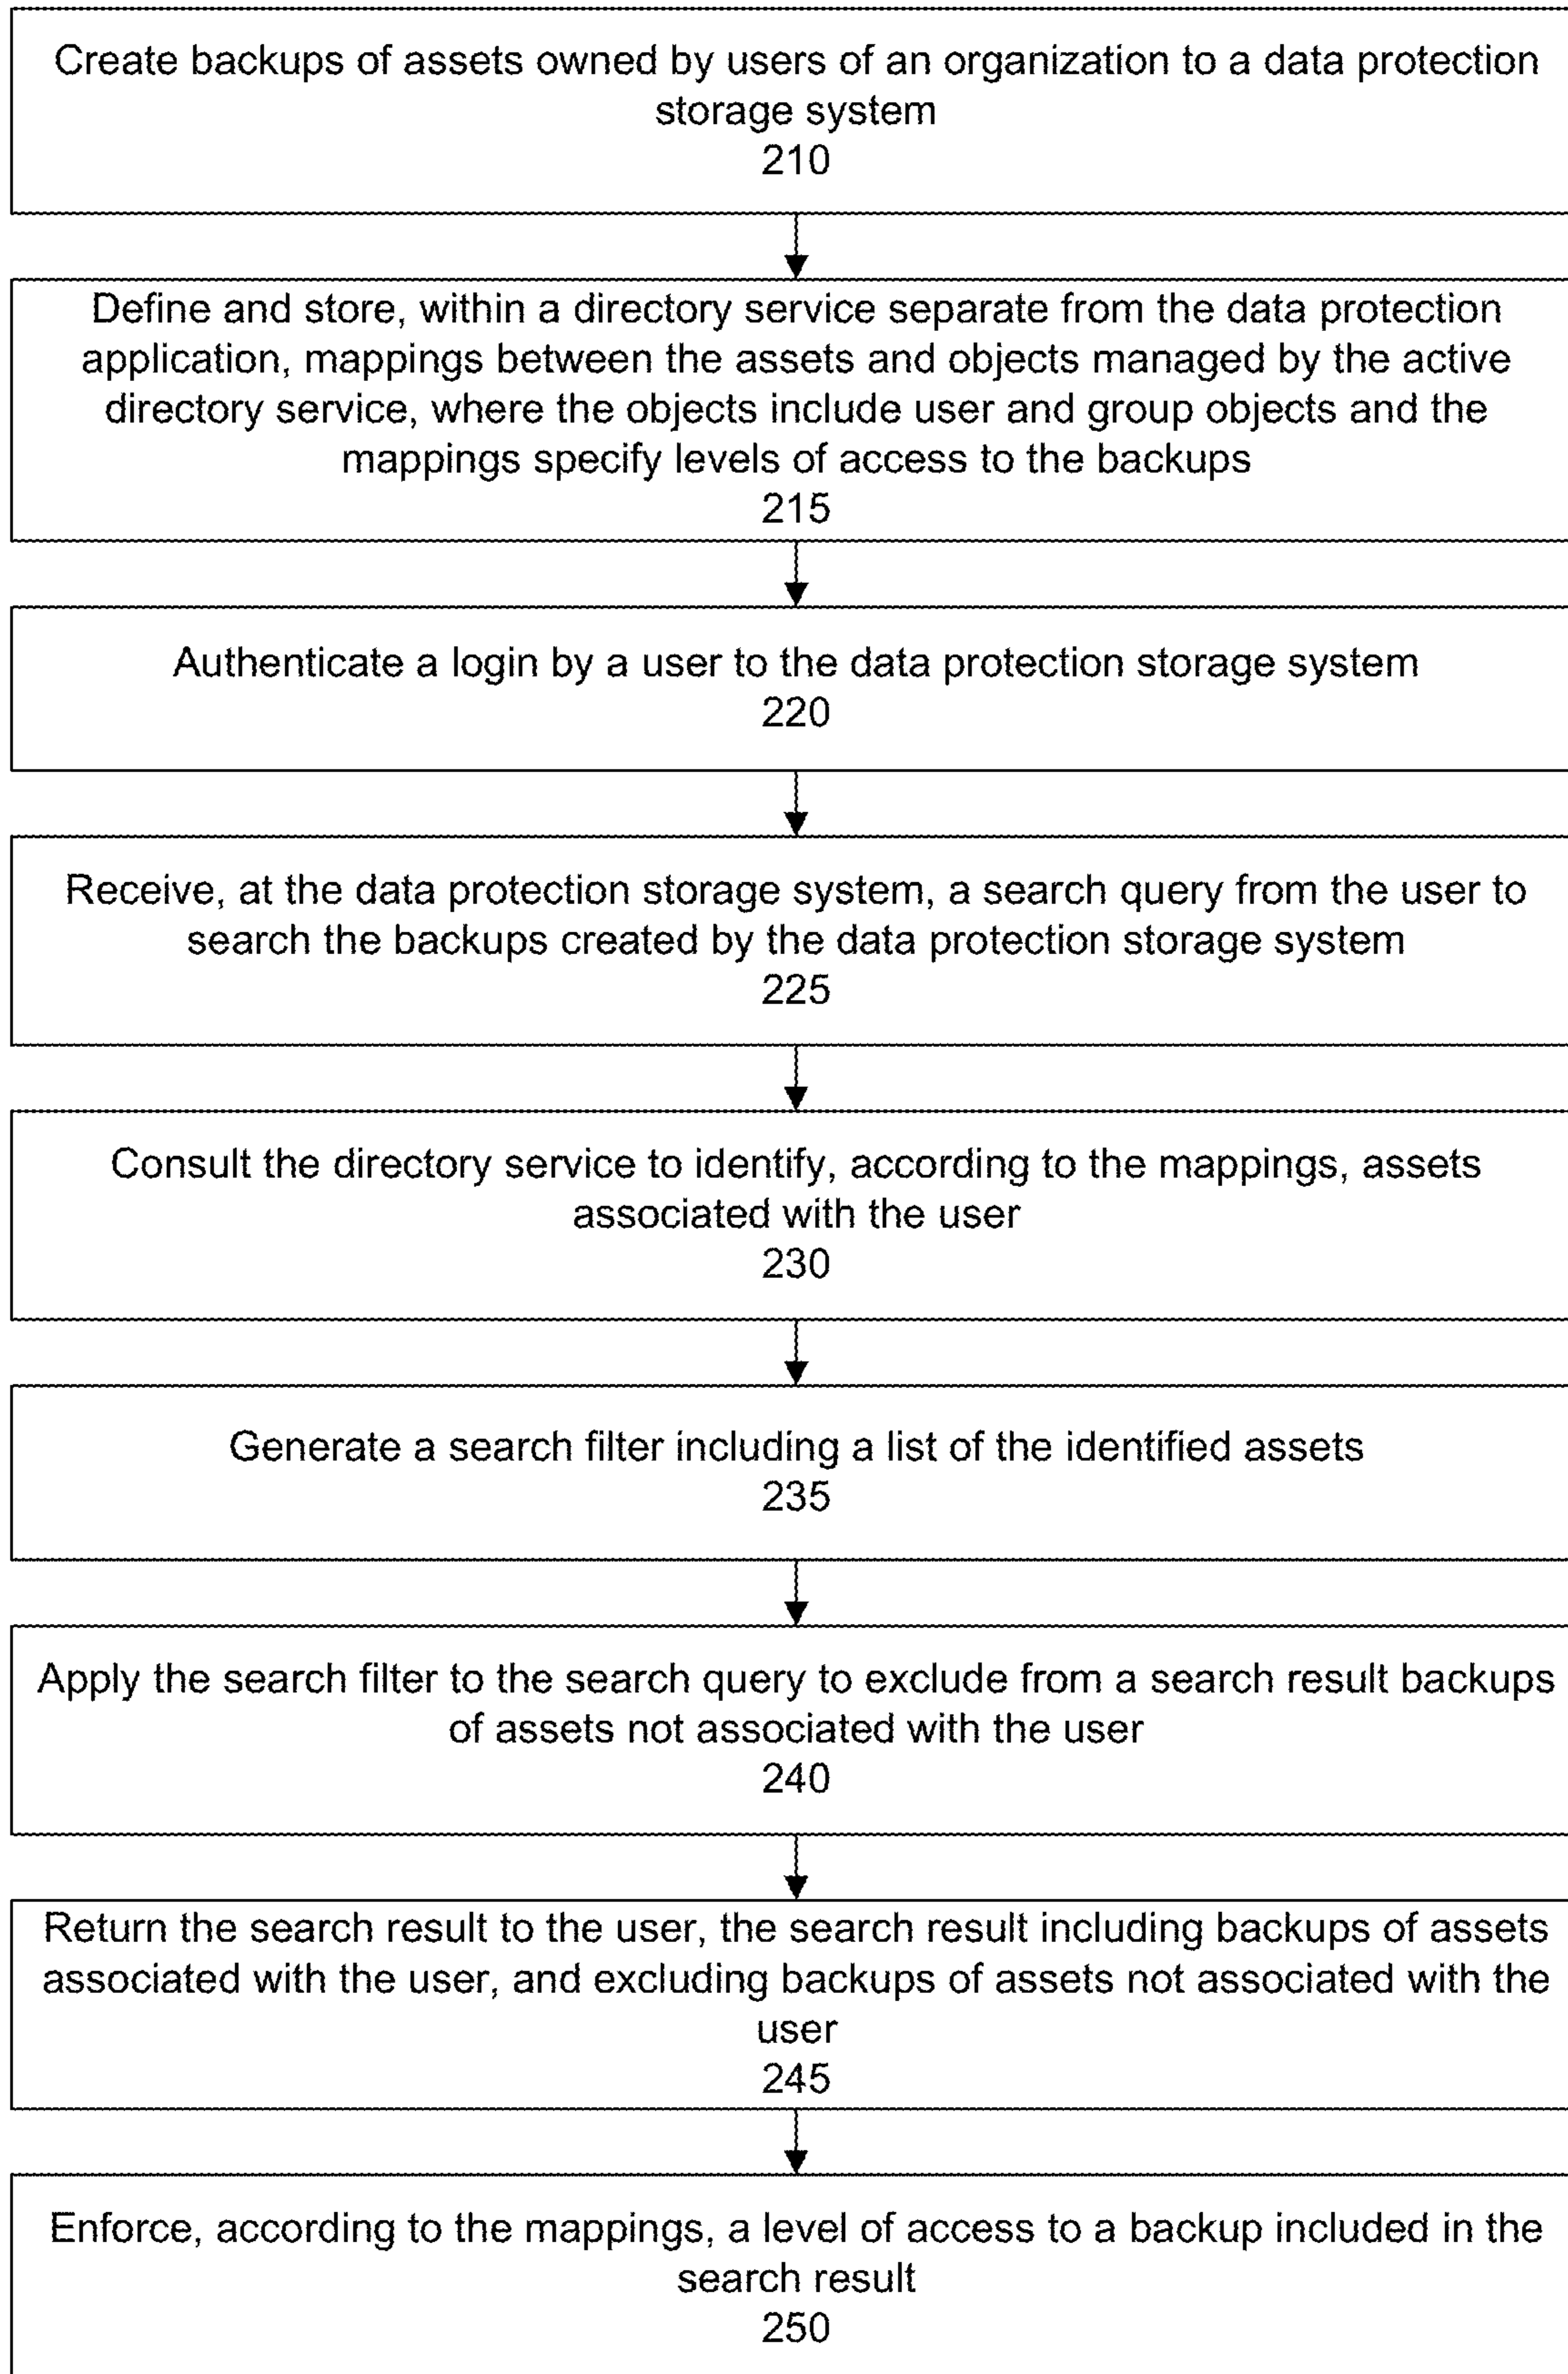 Create backups of assets owned by users of an organization to a data protection
storage system
210
Define and store, within a directory service separate from the data protection
application, mappings between the assets and objects managed by the active
directory service, where the objects include user and group objects and the
mappings specify levels of access to the backups
215
Authenticate a login by a user to the data protection storage system
220
Receive, at the data protection storage system, a search query from the user to
search the backups created by the data protection storage system
225
Consult the directory service to identify, according to the mappings, assets
associated with the user
230
Generate a search filter including a list of the identified assets
235
Apply the search filter to the search query to exclude from a search result backups
of assets not associated with the user
240
Return the search result to the user, the search result including backups of assets
associated with the user, and excluding backups of assets not associated with the
user
245
Enforce, according to the mappings, a level of access to a backup included in the
search result
250